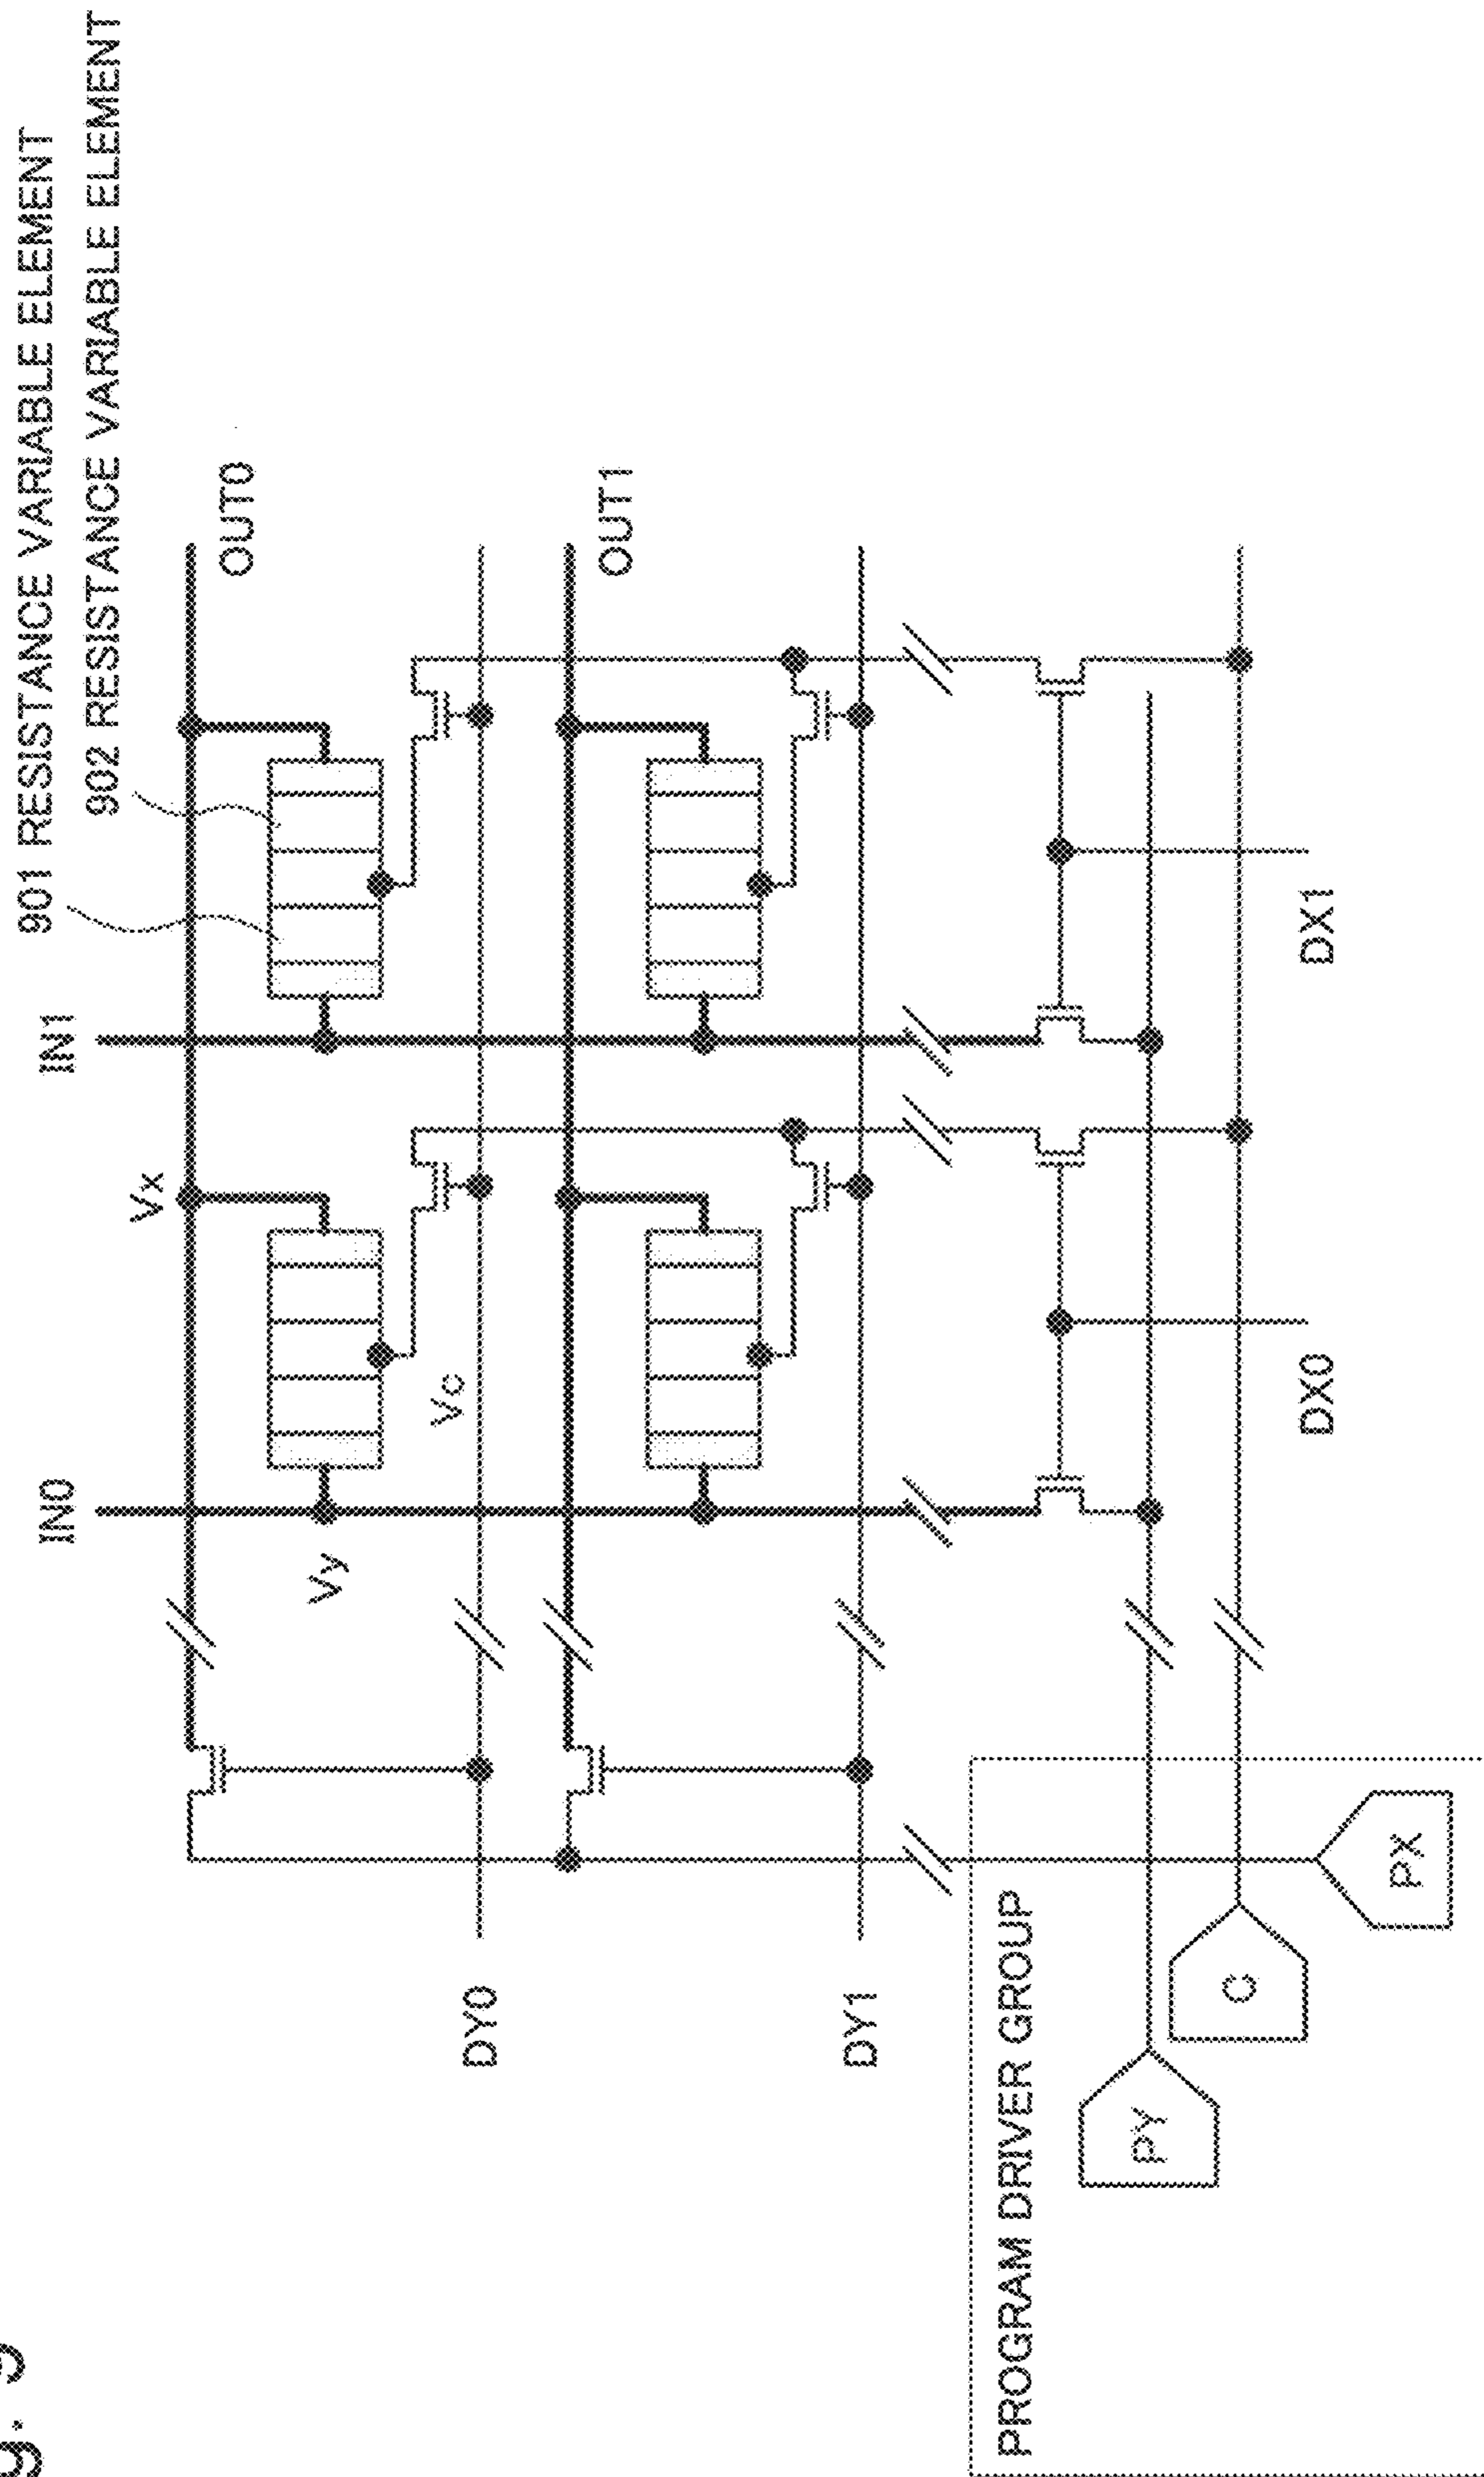 g. 9
901 RESISTANCE VARIABLE ELEMENT
902 RESISTANCE VARIABLE ELEMENT
IN0
IN1
Vx
OUT0
Vy
Vc
DY0
OUT1
DY1
PROGRAM DRIVER GROUP
PY
C
PX
DX0
DX1